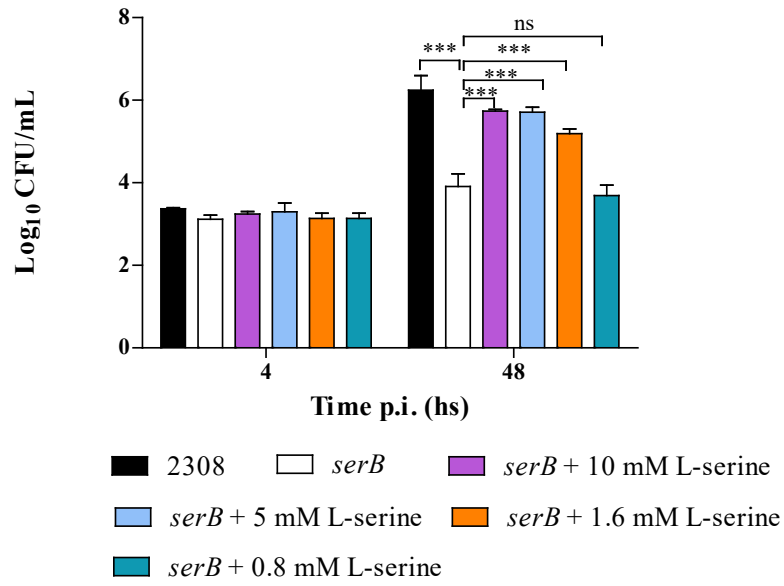 ns
8
***
***
***
6
***
Log10 CFU/mL
4
2
0
4
48
Time p.i. (hs)
2308
serB
serB + 10 mM L-serine
serB + 5 mM L-serine
serB + 1.6 mM L-serine
serB + 0.8 mM L-serine